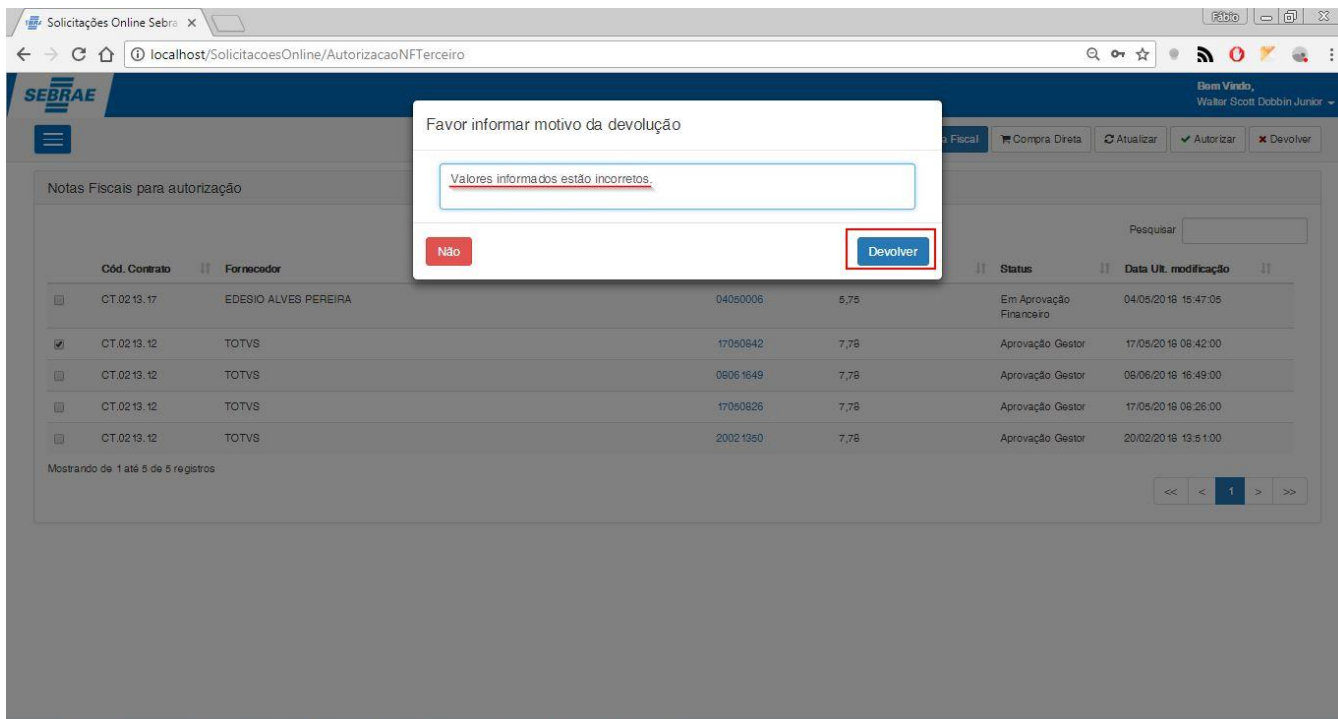 Solicitações Online Sebra
Fábio
localhost/SolicitacoesOnline/AutorizacaoNFTerceiro
SEBRAE
Bem Vindo,
Walter Scott Dobbin Junior
Fiscal
Compra Direta
Atualizar
Autorizar
Devolver
Favor informar motivo da devolução
Valores informados estão incorretos.
Não
Devolver
Notas Fiscais para autorização
Pesquisar
Cód. Contrato
Fornecedor
Status
Data Ult. modificação
CT.0213.17 EDESIO ALVES PEREIRA 04050006 5,75 Em Aprovação Financeiro 04/05/2018 15:47:05
CT.0213.12 TOTVS 17050842 7,78 Aprovação Gestor 17/05/2018 08:42:00
CT.0213.12 TOTVS 08061649 7,78 Aprovação Gestor 08/06/2018 16:49:00
CT.0213.12 TOTVS 17050826 7,78 Aprovação Gestor 17/05/2018 08:26:00
CT.0213.12 TOTVS 20021350 7,78 Aprovação Gestor 20/02/2018 13:51:00
Mostrando de 1 até 5 de 5 registros
<< < 1 > >>